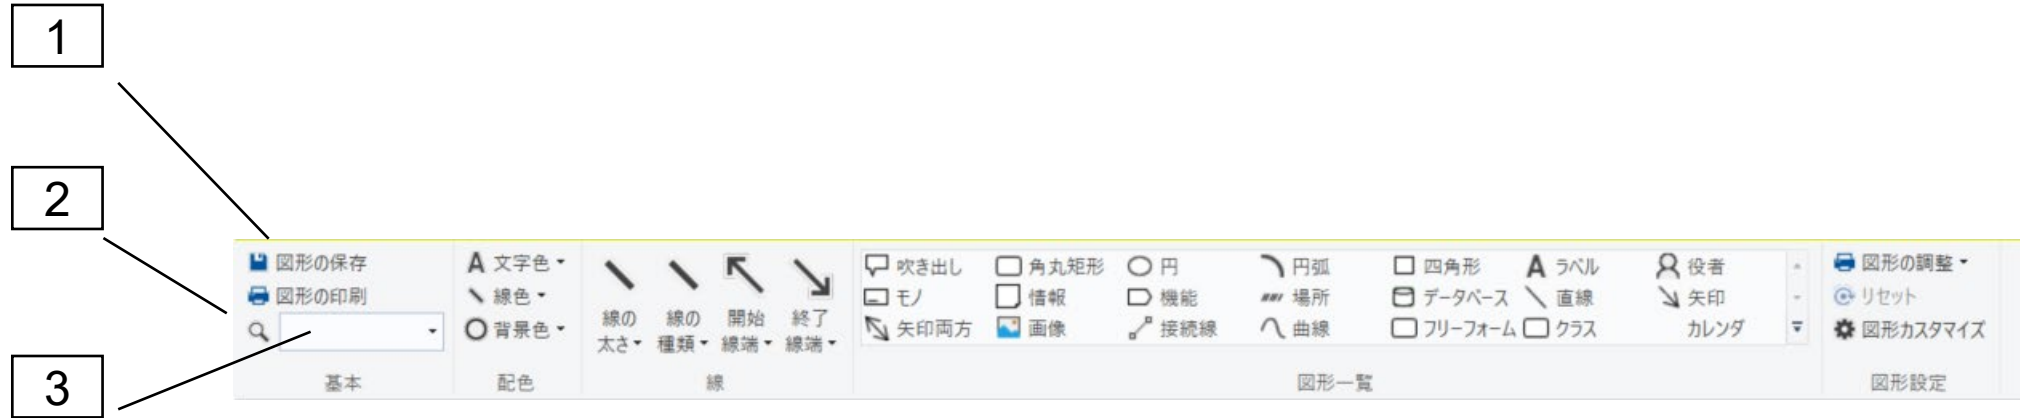 1
2
3
図形の保存
図形の印刷
基本
A 文字色
線色
背景色
配色
線の太さ
線の種類
開始線端
終了線端
線
吹き出し 角丸矩形 円 円弧 四角形 A ラベル 役者
モノ 情報 機能 場所 データベース 直線 矢印
矢印両方 画像 接続線 曲線 フリーフォーム クラス カレンダ
図形一覧
図形の調整
リセット
図形カスタマイズ
図形設定